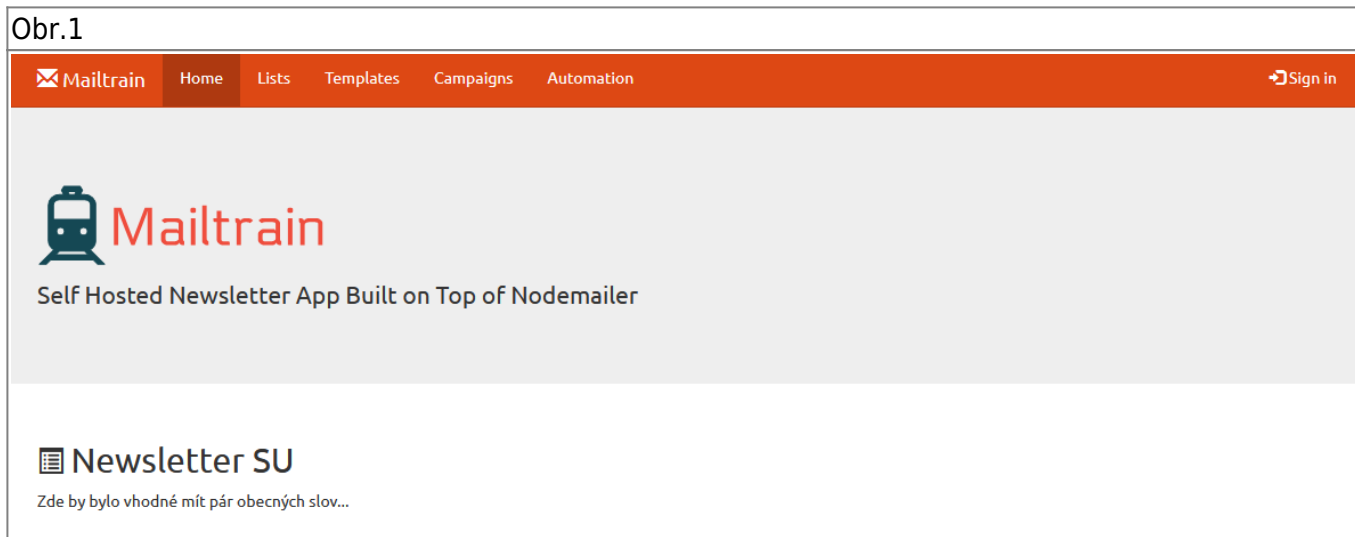 Obr.1
Mailtrain Home Lists Templates Campaigns Automation Sign in
Mailtrain
Self Hosted Newsletter App Built on Top of Nodemailer
Newsletter SU
Zde by bylo vhodné mít pár obecných slov...